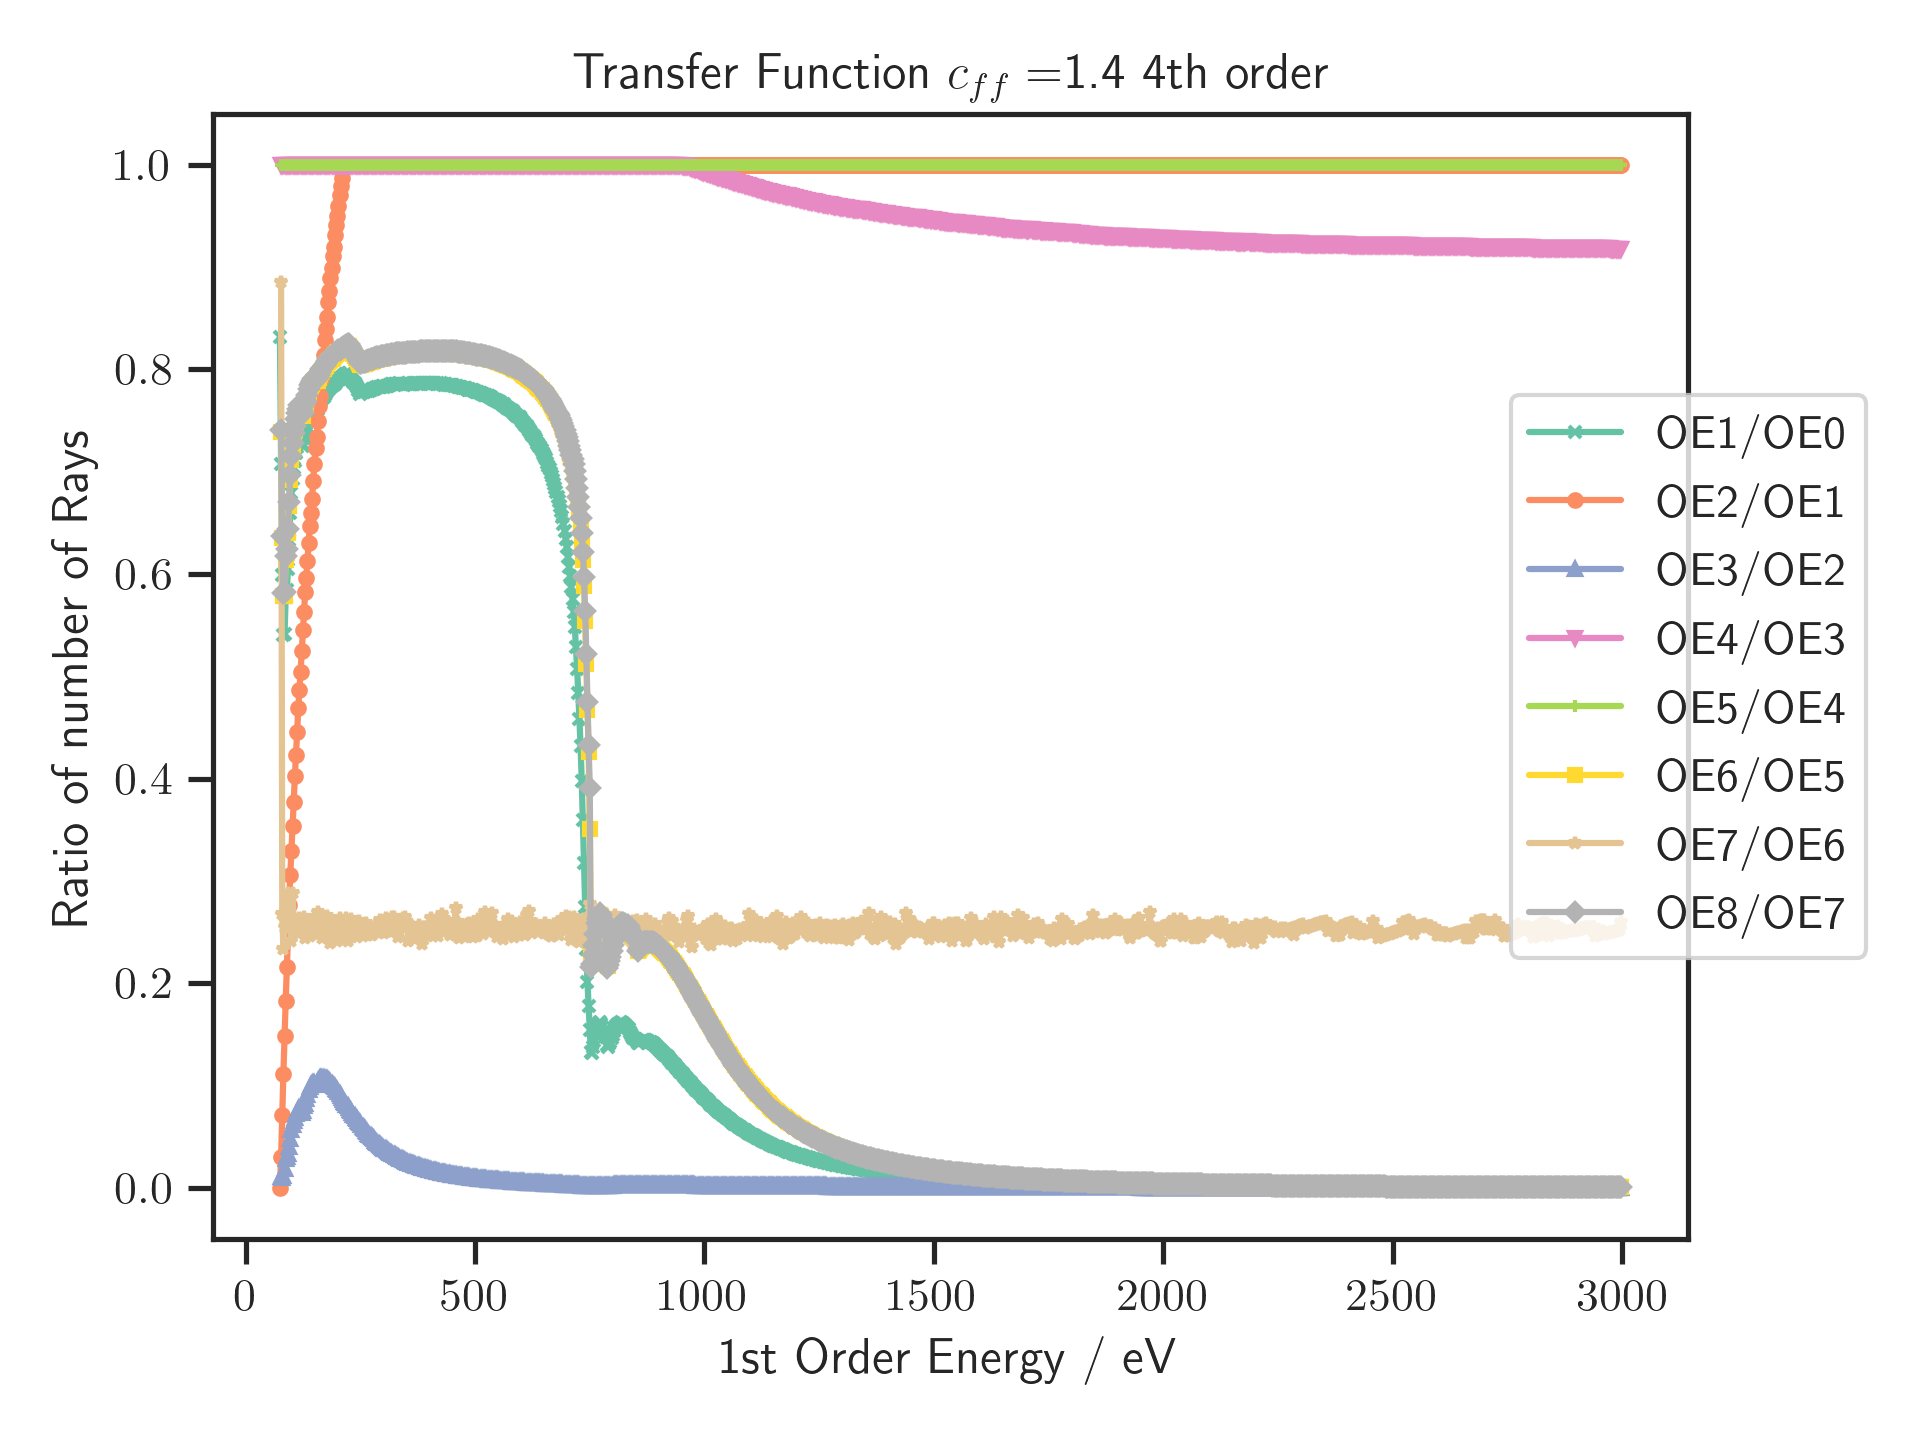 Transfer Function c_ff =1.4 4th order
Ratio of number of Rays
1.0
0.8
0.6
0.4
0.2
0.0
0 500 1000 1500 2000 2500 3000
1st Order Energy / eV
OE1/OE0
OE2/OE1
OE3/OE2
OE4/OE3
OE5/OE4
OE6/OE5
OE7/OE6
OE8/OE7